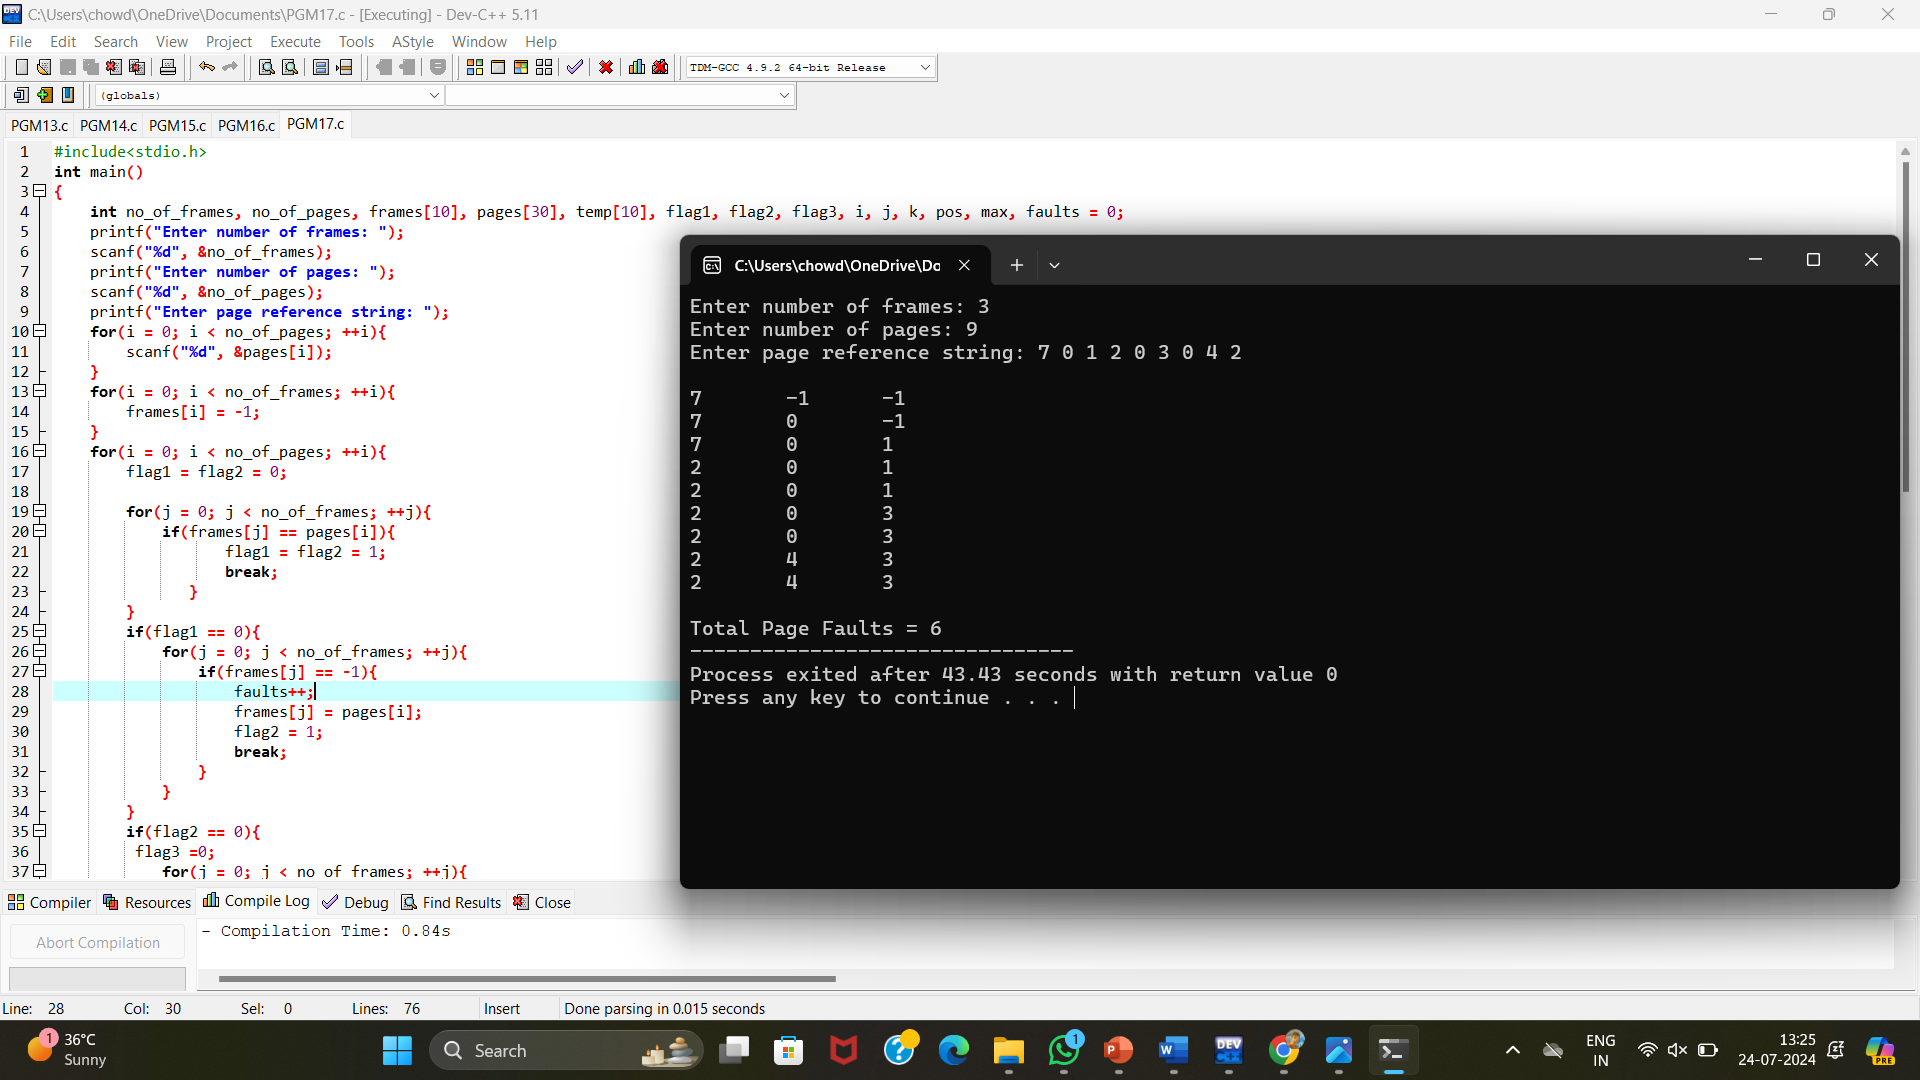 C:\Users\chowd\OneDrive\Documents\PGM17.c - [Executing] - Dev-C++ 5.11
File Edit Search View Project Execute Tools AStyle Window Help
TDM-GCC 4.9.2 64-bit Release
(globals)
PGM13.c PGM14.c PGM15.c PGM16.c PGM17.c
1 #include<stdio.h>
2 int main()
3 {
4 int no_of_frames, no_of_pages, frames[10], pages[30], temp[10], flag1, flag2, flag3, i, j, k, pos, max, faults = 0;
5 printf("Enter number of frames: ");
6 scanf("%d", &no_of_frames);
7 printf("Enter number of pages: ");
8 scanf("%d", &no_of_pages);
9 printf("Enter page reference string: ");
10 for(i = 0; i < no_of_pages; ++i){
11 scanf("%d", &pages[i]);
12 }
13 for(i = 0; i < no_of_frames; ++i){
14 frames[i] = -1;
15 }
16 for(i = 0; i < no_of_pages; ++i){
17 flag1 = flag2 = 0;
18
19 for(j = 0; j < no_of_frames; ++j){
20 if(frames[j] == pages[i]){
21 flag1 = flag2 = 1;
22 break;
23 }
24 }
25 if(flag1 == 0){
26 for(j = 0; j < no_of_frames; ++j){
27 if(frames[j] == -1){
28 faults++;
29 frames[j] = pages[i];
30 flag2 = 1;
31 break;
32 }
33 }
34 }
35 if(flag2 == 0){
36 flag3 =0;
37 for(j = 0; j < no_of_frames; ++j){
C:\Users\chowd\OneDrive\Do
Enter number of frames: 3
Enter number of pages: 9
Enter page reference string: 7 0 1 2 0 3 0 4 2
7 -1 -1
7 0 -1
7 0 1
2 0 1
2 0 1
2 0 3
2 0 3
2 4 3
2 4 3
Total Page Faults = 6
--------------------------------
Process exited after 43.43 seconds with return value 0
Press any key to continue . . .
Compiler Resources Compile Log Debug Find Results Close
Abort Compilation
- Compilation Time: 0.84s
Line: 28 Col: 30 Sel: 0 Lines: 76 Insert Done parsing in 0.015 seconds
1
36°C
Sunny
Search
1
DEV
C++
ENG
IN
13:25
24-07-2024
PRE